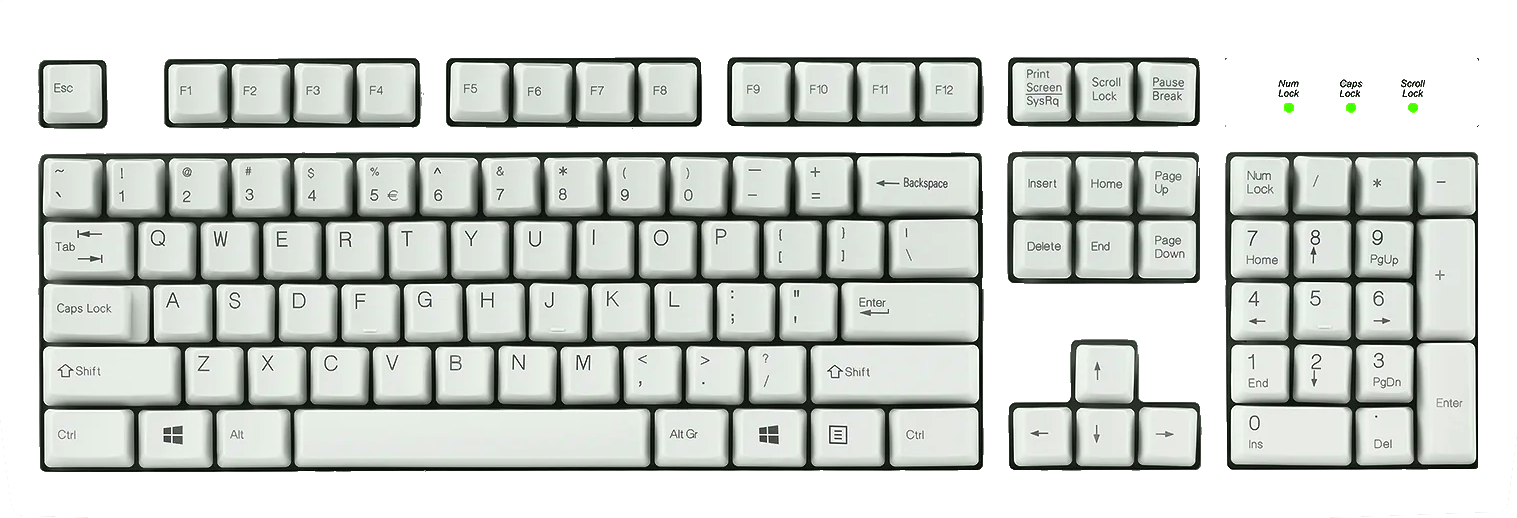 Esc
F1
F2
F3
F4
F5
F6
F7
F8
F9
F10
F11
F12
Print
Screen
SysRq
Scroll
Lock
Pause
Break
Num
Lock
Caps
Lock
Scroll
Lock
~
`
!
1
@
2
#
3
$
4
%
5 €
^
6
&
7
*
8
(
9
)
0
—
-
+
=
← Backspace
Insert
Home
Page
Up
Num
Lock
/
*
-
Tab
Q
W
E
R
T
Y
U
I
O
P
{
[
}
]
|
\
Delete
End
Page
Down
7
Home
8
↑
9
PgUp
+
Caps Lock
A
S
D
F
G
H
J
K
L
:
;
"
'
Enter
4
←
5
6
→
Shift
Z
X
C
V
B
N
M
<
,
>
.
?
/
Shift
↑
1
End
2
↓
3
PgDn
Enter
Ctrl
Alt
Alt Gr
Ctrl
←
↓
→
0
Ins
.
Del